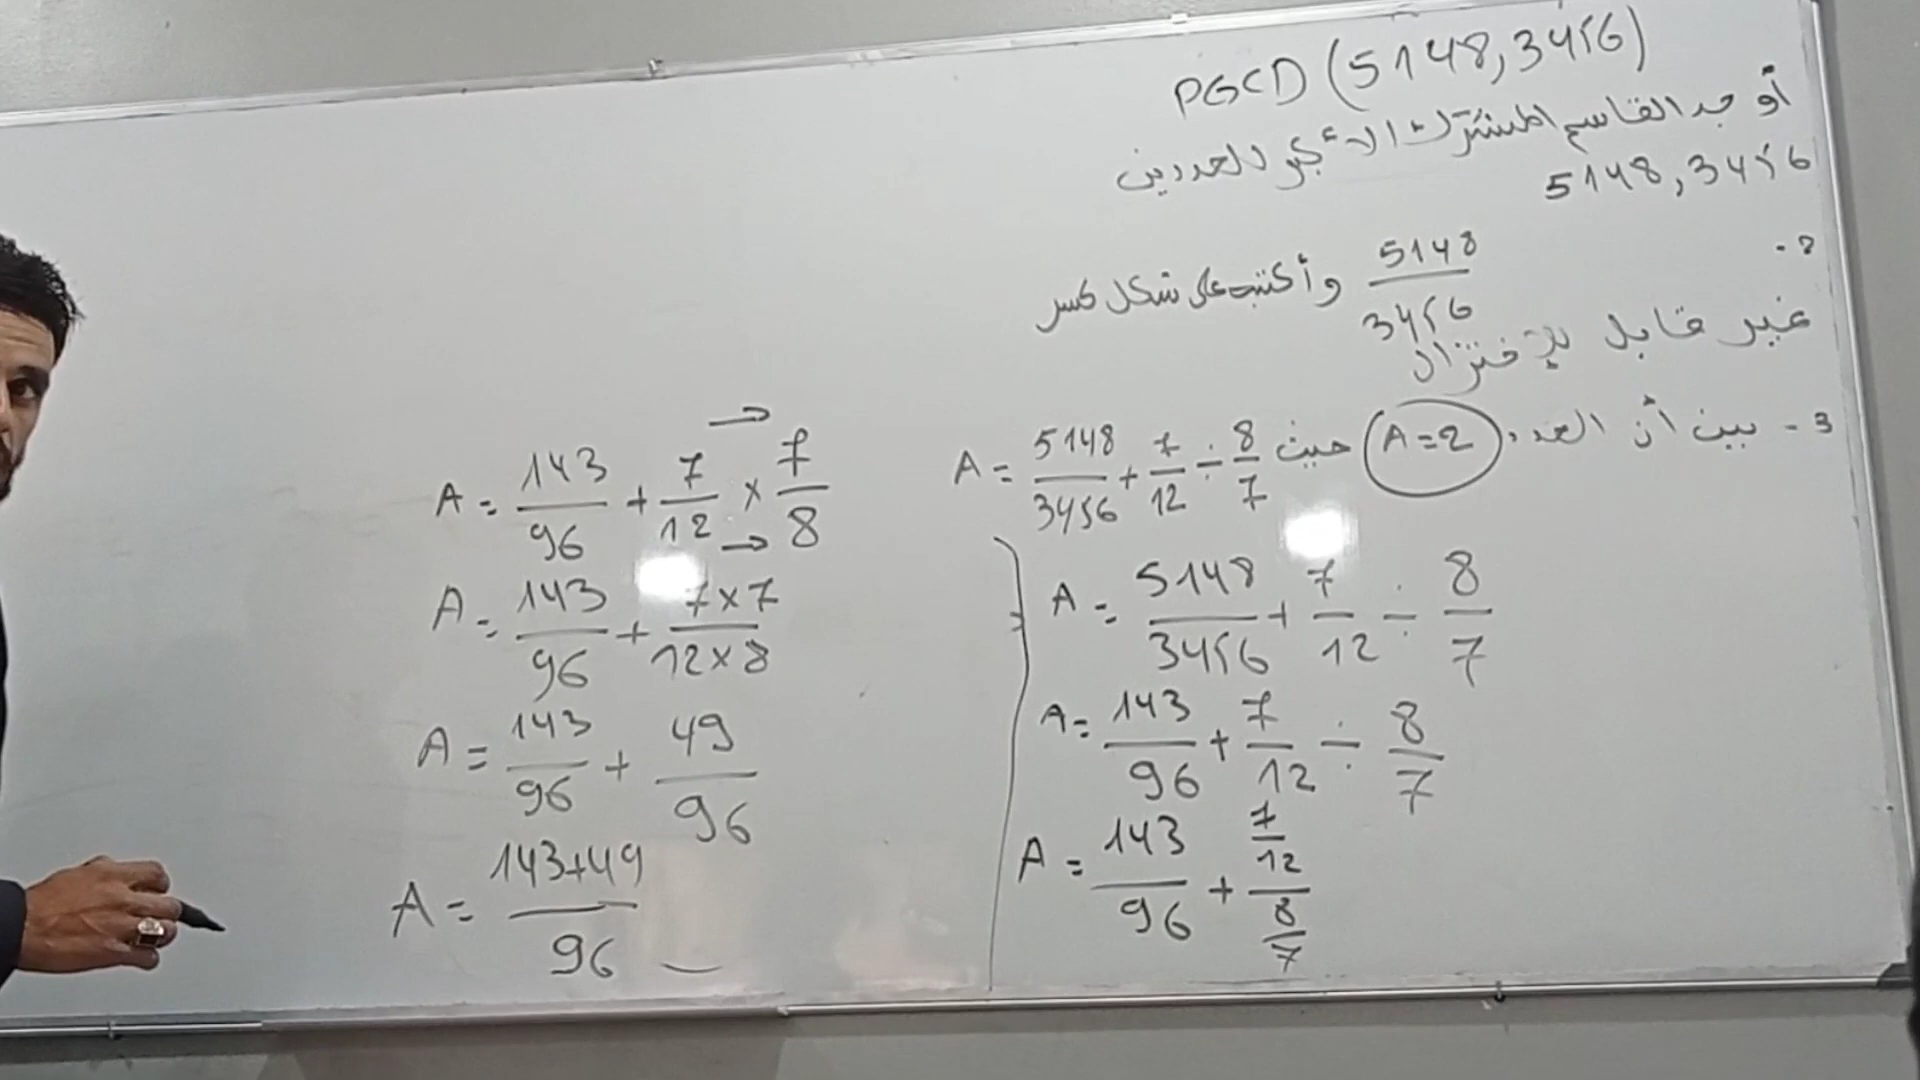 PGCD (5148,3456)
أوجد القاسم المشترك الأكبر للعددين
5148,3456
2- 5148/3456 وأكتبه على شكل كسر
غير قابل للإختزال
3- بين أن العدد A=2 حيث A = 5148/3456 + 7/12 ÷ 8/7
A = 5148/3456 + 7/12 ÷ 8/7
A = 143/96 + 7/12 ÷ 8/7
A = 143/96 + (7/12)/(8/7)
A = 143/96 + 7/12 × 7/8
A = 143/96 + 7×7/12×8
A = 143/96 + 49/96
A = 143+49/96